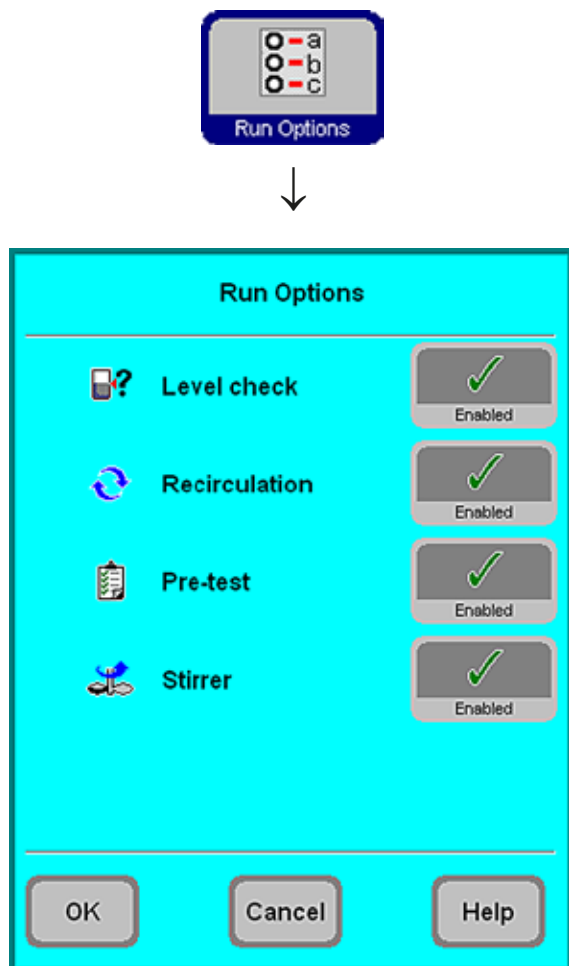 a
b
c
Run Options
Run Options
? Level check
Enabled
Recirculation
Enabled
Pre-test
Enabled
Stirrer
Enabled
OK Cancel Help